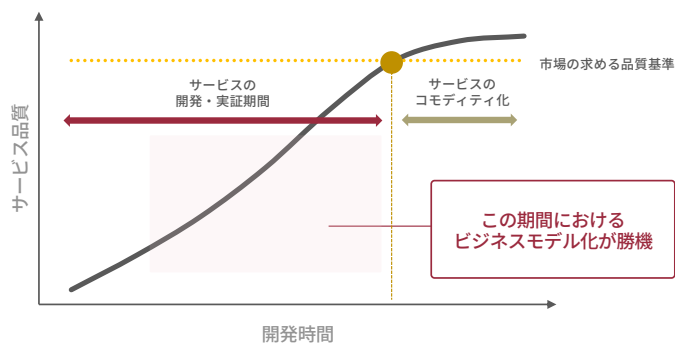 市場の求める品質基準
サービスの
開発・実証期間
サービスの
コモディティ化
サービス品質
この期間における
ビジネスモデル化が勝機
開発時間